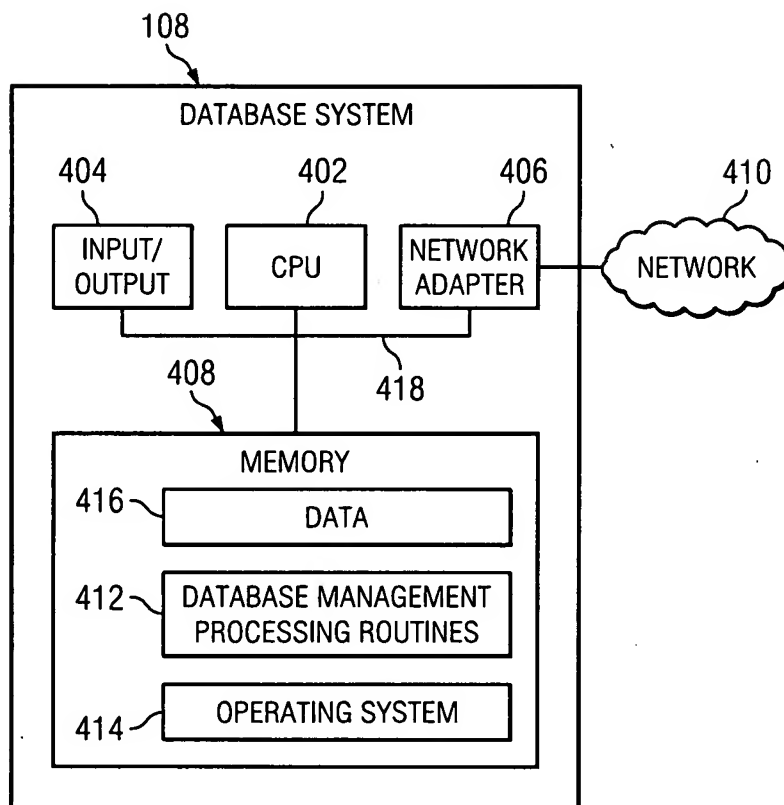 108
DATABASE SYSTEM
404
402
406
410
INPUT/
OUTPUT
CPU
NETWORK
ADAPTER
NETWORK
418
408
MEMORY
416
DATA
412
DATABASE MANAGEMENT
PROCESSING ROUTINES
414
OPERATING SYSTEM